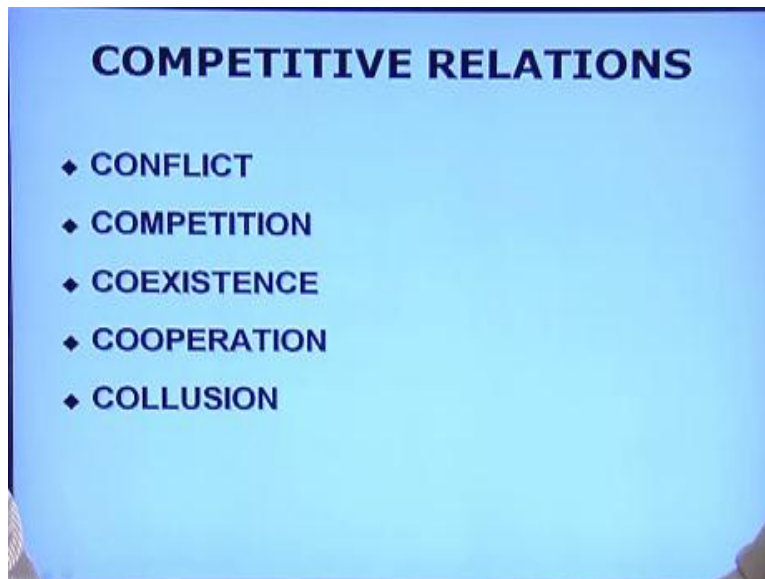 COMPETITIVE RELATIONS
CONFLICT
COMPETITION
COEXISTENCE
COOPERATION
COLLUSION